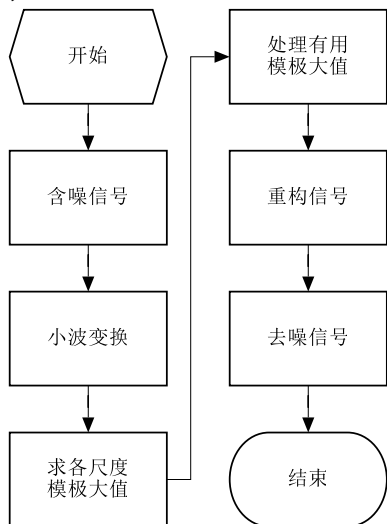 开始
含噪信号
小波变换
求各尺度
模极大值
处理有用
模极大值
重构信号
去噪信号
结束